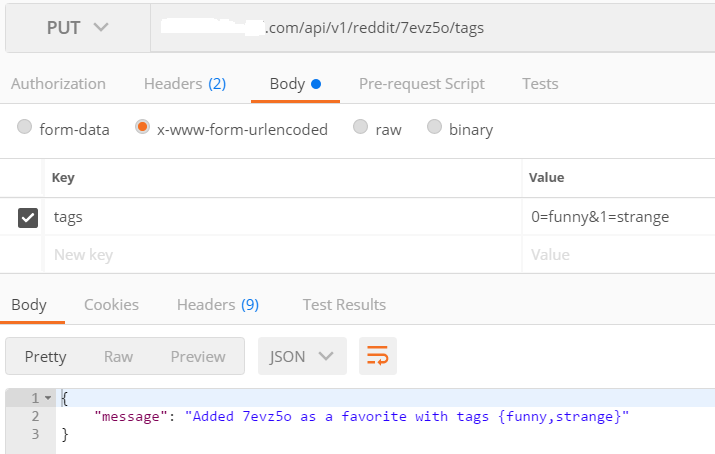 PUT .com/api/v1/reddit/7evz5o/tags
Authorization Headers (2) Body Pre-request Script Tests
form-data x-www-form-urlencoded raw binary
Key Value
tags 0=funny&1=strange
New key Value
Body Cookies Headers (9) Test Results
Pretty Raw Preview JSON
1 {
2 "message": "Added 7evz5o as a favorite with tags {funny,strange}"
3 }